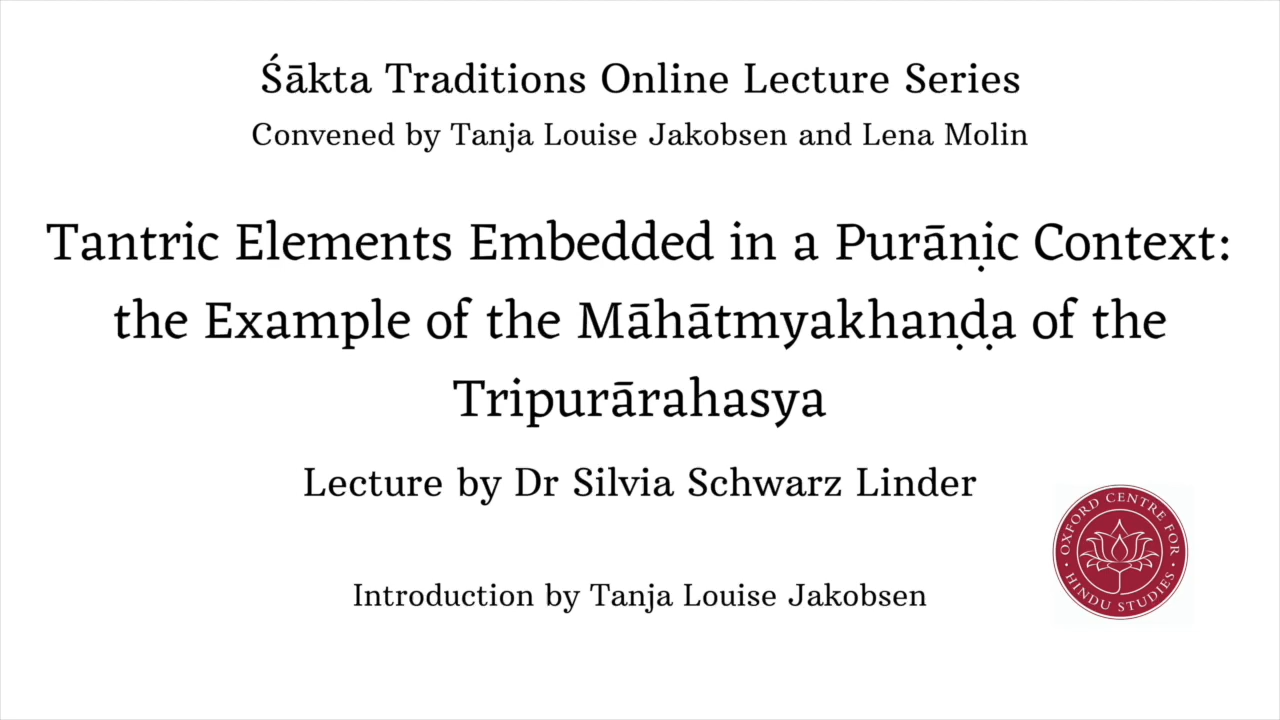 Śākta Traditions Online Lecture Series
Convened by Tanja Louise Jakobsen and Lena Molin
Tantric Elements Embedded in a Purāṇic Context:
the Example of the Māhātmyakhaṇḍa of the
Tripurārahasya
Lecture by Dr Silvia Schwarz Linder
Introduction by Tanja Louise Jakobsen
OXFORD CENTRE FOR
HINDU STUDIES